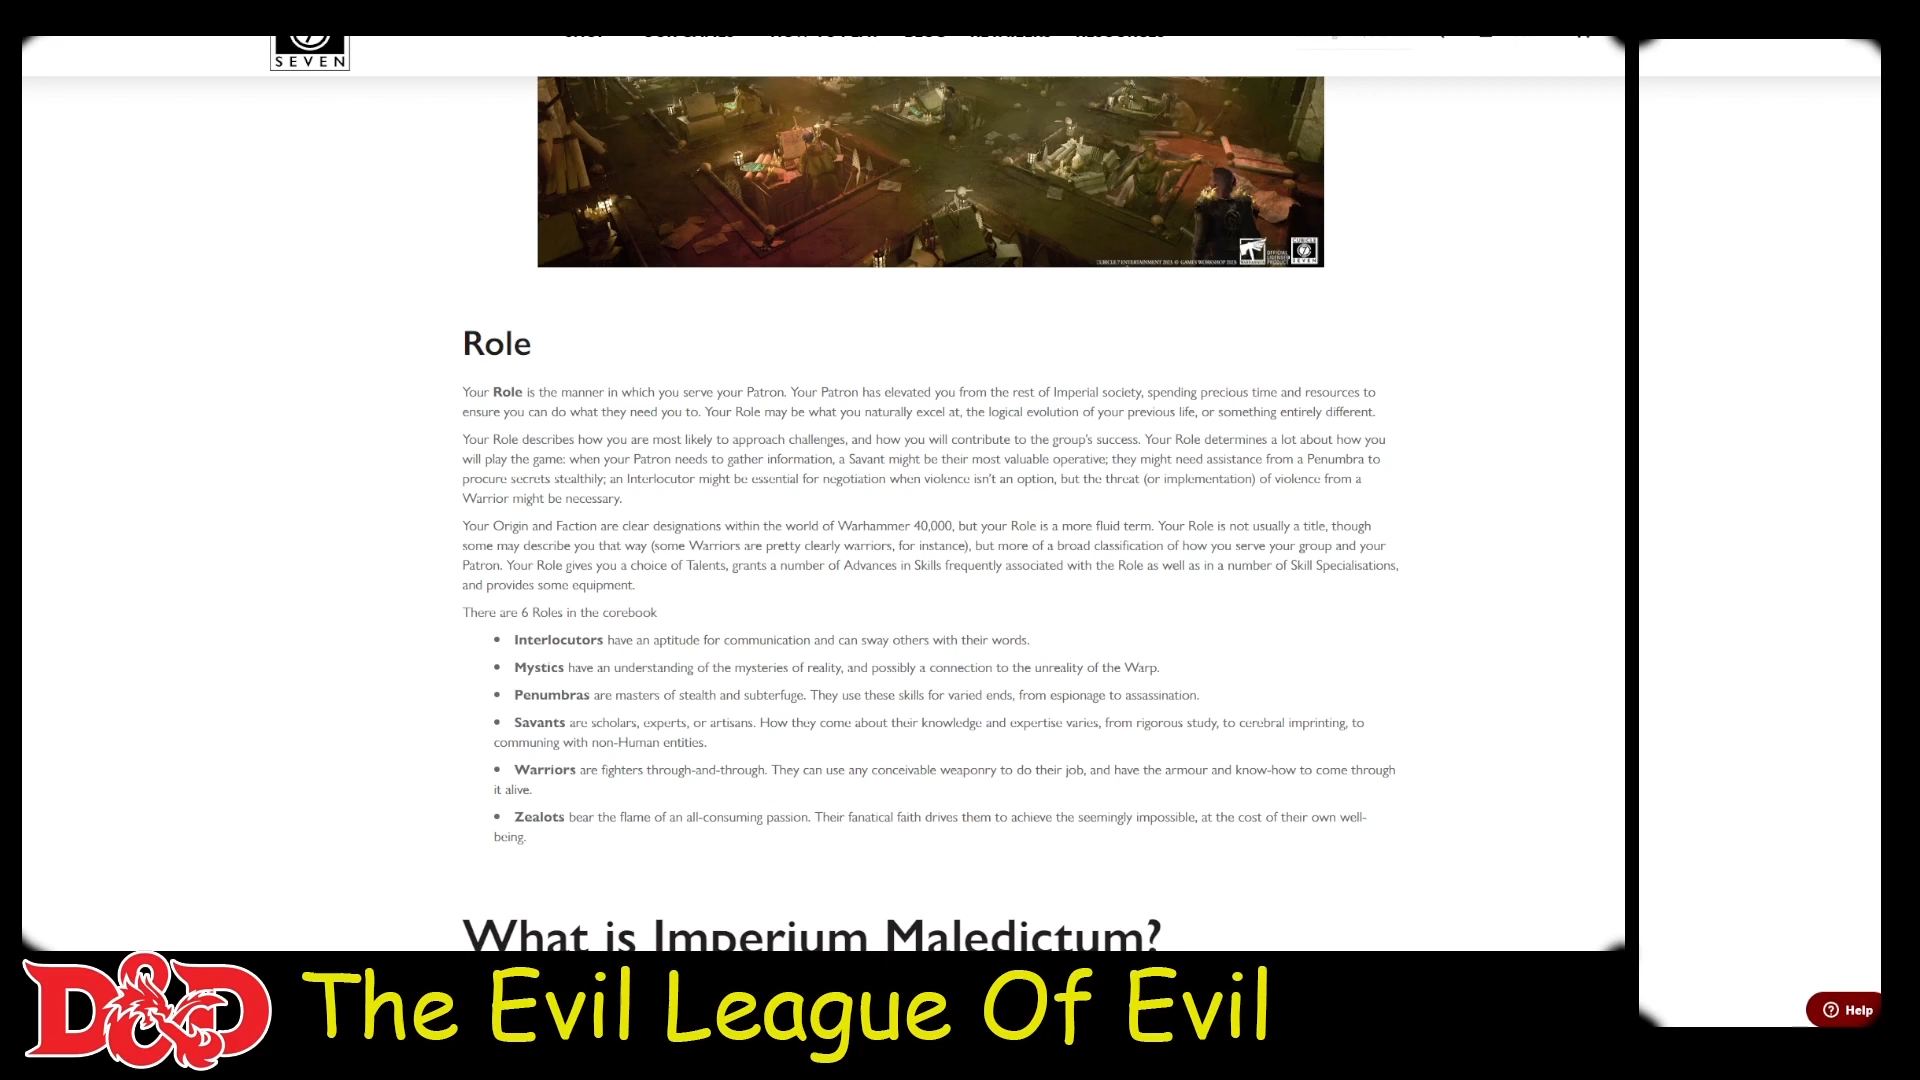 SEVEN
CUBICLE 7 ENTERTAINMENT 2023 © GAMES WORKSHOP 2023
CUBICLE
SEVEN
Role
Your Role is the manner in which you serve your Patron. Your Patron has elevated you from the rest of Imperial society, spending precious time and resources to
ensure you can do what they need you to. Your Role may be what you naturally excel at, the logical evolution of your previous life, or something entirely different.
Your Role describes how you are most likely to approach challenges, and how you will contribute to the group's success. Your Role determines a lot about how you
will play the game: when your Patron needs to gather information, a Savant might be their most valuable operative; they might need assistance from a Penumbra to
procure secrets stealthily; an Interlocutor might be essential for negotiation when violence isn't an option, but the threat (or implementation) of violence from a
Warrior might be necessary.
Your Origin and Faction are clear designations within the world of Warhammer 40,000, but your Role is a more fluid term. Your Role is not usually a title, though
some may describe you that way (some Warriors are pretty clearly warriors, for instance), but more of a broad classification of how you serve your group and your
Patron. Your Role gives you a choice of Talents, grants a number of Advances in Skills frequently associated with the Role as well as in a number of Skill Specialisations,
and provides some equipment.
There are 6 Roles in the corebook
• Interlocutors have an aptitude for communication and can sway others with their words.
• Mystics have an understanding of the mysteries of reality, and possibly a connection to the unreality of the Warp.
• Penumbras are masters of stealth and subterfuge. They use these skills for varied ends, from espionage to assassination.
• Savants are scholars, experts, or artisans. How they come about their knowledge and expertise varies, from rigorous study, to cerebral imprinting, to
communing with non-Human entities.
• Warriors are fighters through-and-through. They can use any conceivable weaponry to do their job, and have the armour and know-how to come through
it alive.
• Zealots bear the flame of an all-consuming passion. Their fanatical faith drives them to achieve the seemingly impossible, at the cost of their own well-
being.
What is Imperium Maledictum?
D&D The Evil League Of Evil
Help